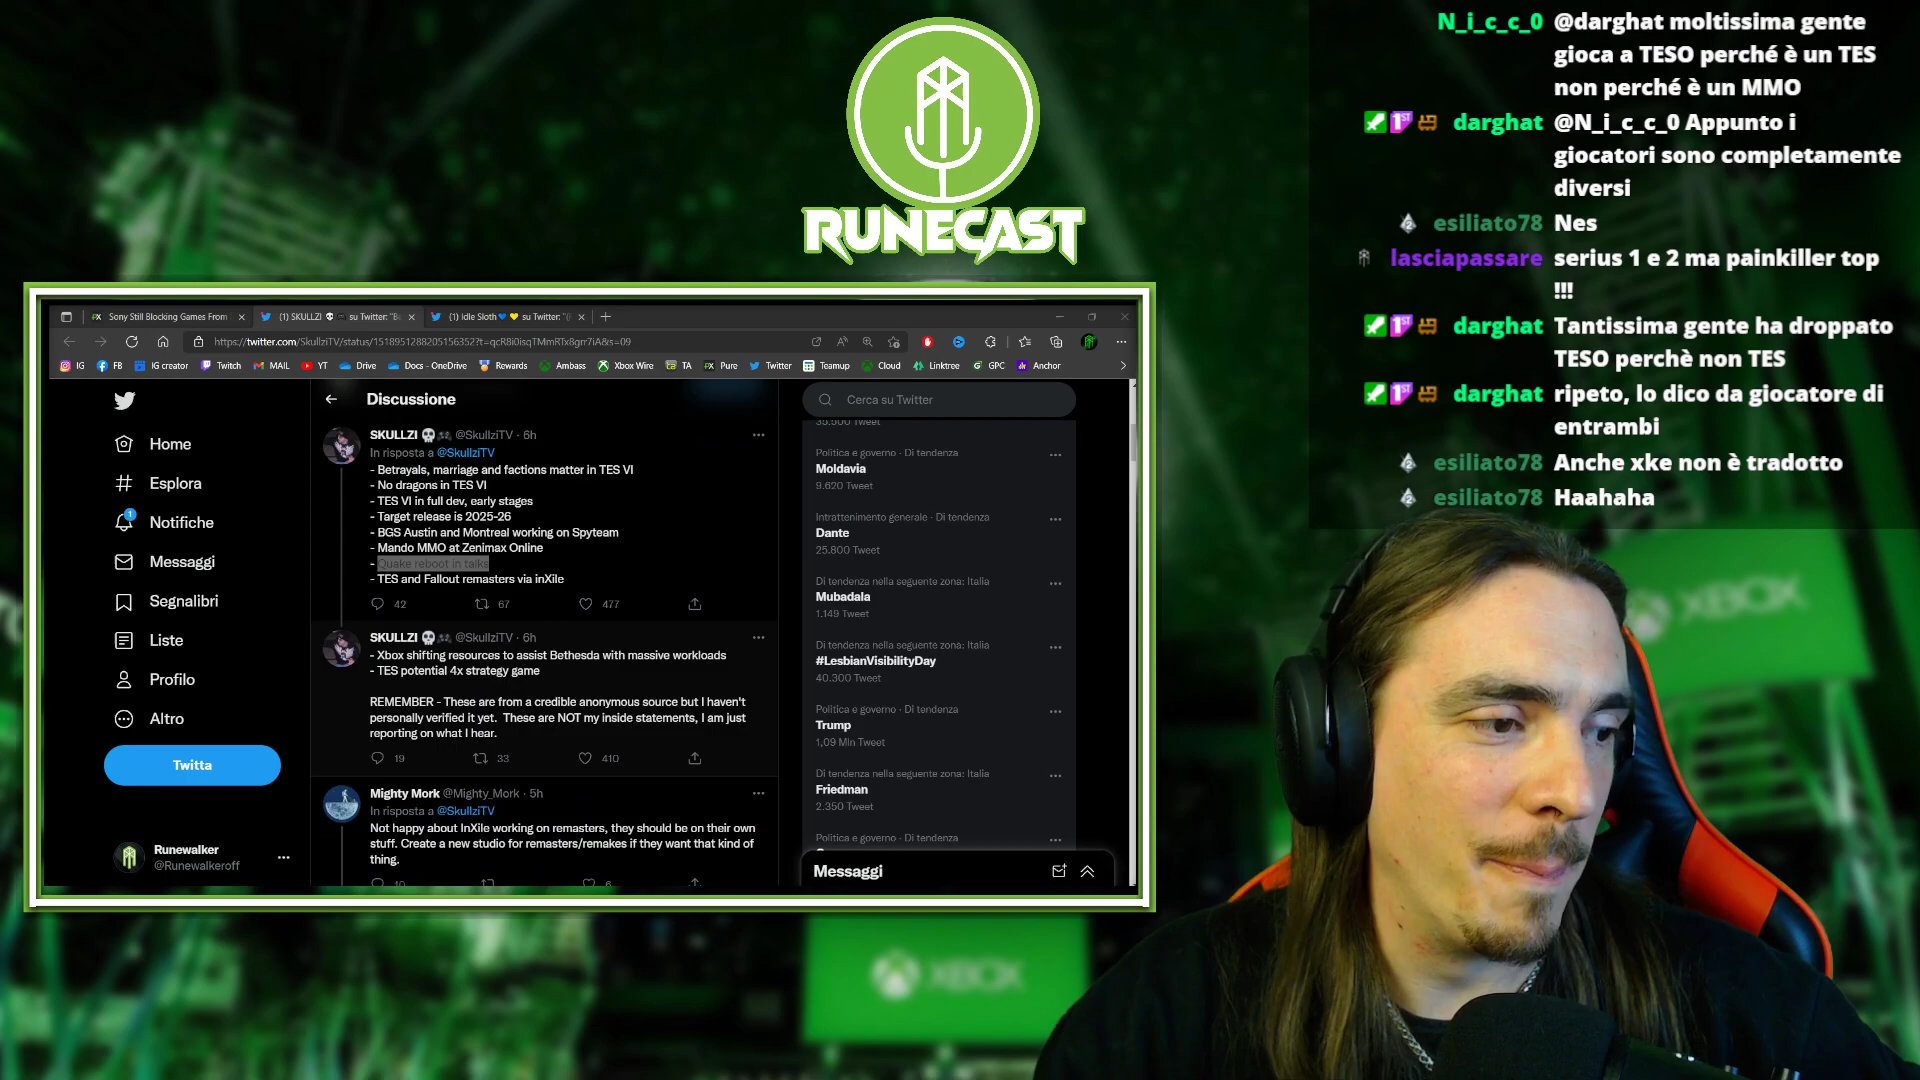 RUNECAST
Sony Still Blocking Games From
(1) SKULLZI su Twitter: "Be
(1) Idle Sloth su Twitter: "(
https://twitter.com/SkullziTV/status/1518951288205156352?t=qcR8i0isqTMmRTx8gm7iA&s=09
IG FB IG creator Twitch MAIL YT Drive Docs - OneDrive Rewards Ambass Xbox Wire TA Pure Twitter Teamup Cloud Linktree GPC Anchor
Home
Esplora
1
Notifiche
Messaggi
Segnalibri
Liste
Profilo
Altro
Twitta
Runewalker
@Runewalkeroff
Discussione
SKULLZI @SkullziTV · 6h
In risposta a @SkullziTV
- Betrayals, marriage and factions matter in TES VI
- No dragons in TES VI
- TES VI in full dev, early stages
- Target release is 2025-26
- BGS Austin and Montreal working on Spyteam
- Mando MMO at Zenimax Online
- Quake reboot in talks
- TES and Fallout remasters via inXile
42 67 477
SKULLZI @SkullziTV · 6h
- Xbox shifting resources to assist Bethesda with massive workloads
- TES potential 4x strategy game
REMEMBER - These are from a credible anonymous source but I haven't
personally verified it yet. These are NOT my inside statements, I am just
reporting on what I hear.
19 33 410
Mighty Mork @Mighty_Mork · 5h
In risposta a @SkullziTV
Not happy about InXile working on remasters, they should be on their own
stuff. Create a new studio for remasters/remakes if they want that kind of
thing.
Cerca su Twitter
35.500 Tweet
Politica e governo · Di tendenza
Moldavia
9.620 Tweet
Intrattenimento generale · Di tendenza
Dante
25.800 Tweet
Di tendenza nella seguente zona: Italia
Mubadala
1.149 Tweet
Di tendenza nella seguente zona: Italia
#LesbianVisibilityDay
40.300 Tweet
Politica e governo · Di tendenza
Trump
1,09 Mln Tweet
Di tendenza nella seguente zona: Italia
Friedman
2.350 Tweet
Politica e governo · Di tendenza
Messaggi
N_i_c_c_0 @darghat moltissima gente
gioca a TESO perché è un TES
non perché è un MMO
darghat @N_i_c_c_0 Appunto i
giocatori sono completamente
diversi
esiliato78 Nes
lasciapassare serius 1 e 2 ma painkiller top
!!!
darghat Tantissima gente ha droppato
TESO perchè non TES
darghat ripeto, lo dico da giocatore di
entrambi
esiliato78 Anche xke non è tradotto
esiliato78 Haahaha
XBOX
XBOX